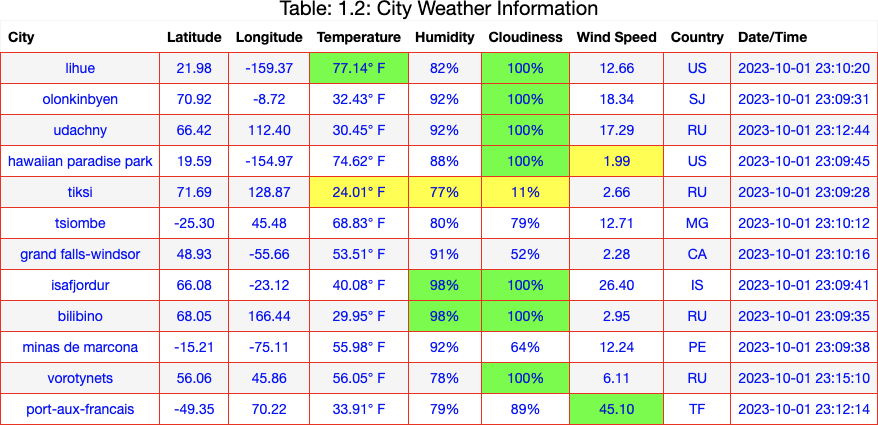 Table: 1.2: City Weather Information
City Latitude Longitude Temperature Humidity Cloudiness Wind Speed Country Date/Time
lihue 21.98 -159.37 77.14° F 82% 100% 12.66 US 2023-10-01 23:10:20
olonkinbyen 70.92 -8.72 32.43° F 92% 100% 18.34 SJ 2023-10-01 23:09:31
udachny 66.42 112.40 30.45° F 92% 100% 17.29 RU 2023-10-01 23:12:44
hawaiian paradise park 19.59 -154.97 74.62° F 88% 100% 1.99 US 2023-10-01 23:09:45
tiksi 71.69 128.87 24.01° F 77% 11% 2.66 RU 2023-10-01 23:09:28
tsiombe -25.30 45.48 68.83° F 80% 79% 12.71 MG 2023-10-01 23:10:12
grand falls-windsor 48.93 -55.66 53.51° F 91% 52% 2.28 CA 2023-10-01 23:10:16
isafjordur 66.08 -23.12 40.08° F 98% 100% 26.40 IS 2023-10-01 23:09:41
bilibino 68.05 166.44 29.95° F 98% 100% 2.95 RU 2023-10-01 23:09:35
minas de marcona -15.21 -75.11 55.98° F 92% 64% 12.24 PE 2023-10-01 23:09:38
vorotynets 56.06 45.86 56.05° F 78% 100% 6.11 RU 2023-10-01 23:15:10
port-aux-francais -49.35 70.22 33.91° F 79% 89% 45.10 TF 2023-10-01 23:12:14